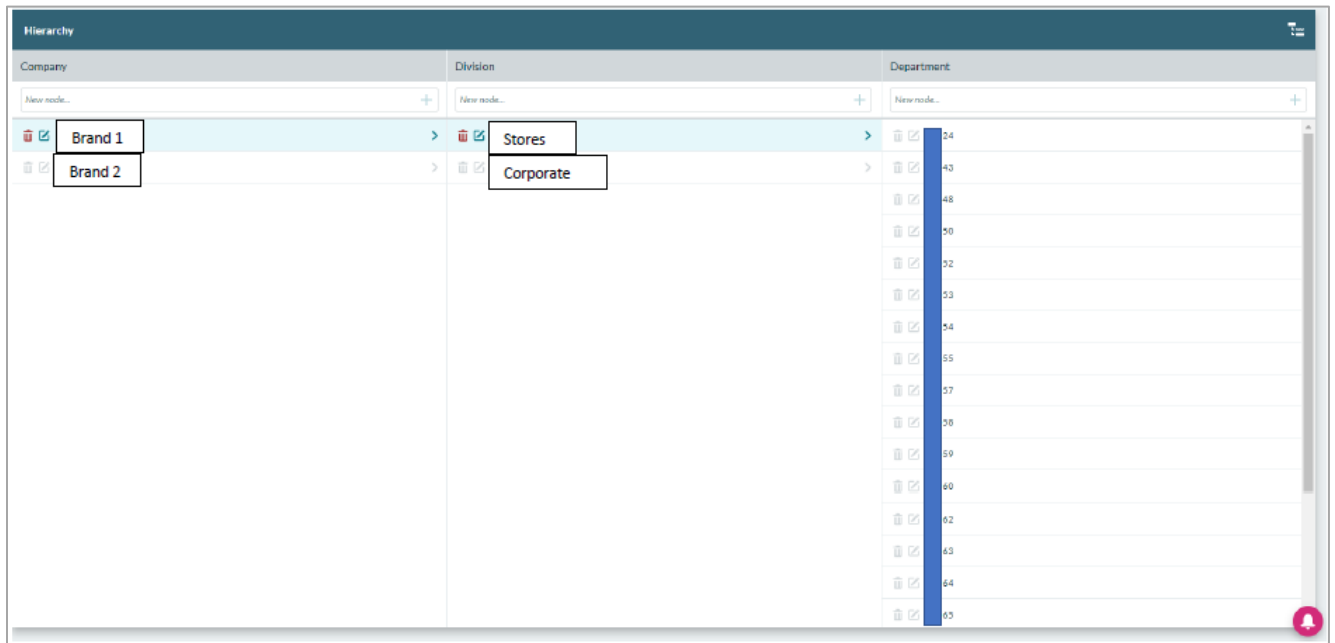 Hierarchy
Company Division Department
New node... New node... New node...
Brand 1 Stores 24
Brand 2 Corporate 43
48
50
52
53
54
55
57
58
59
60
62
63
64
65